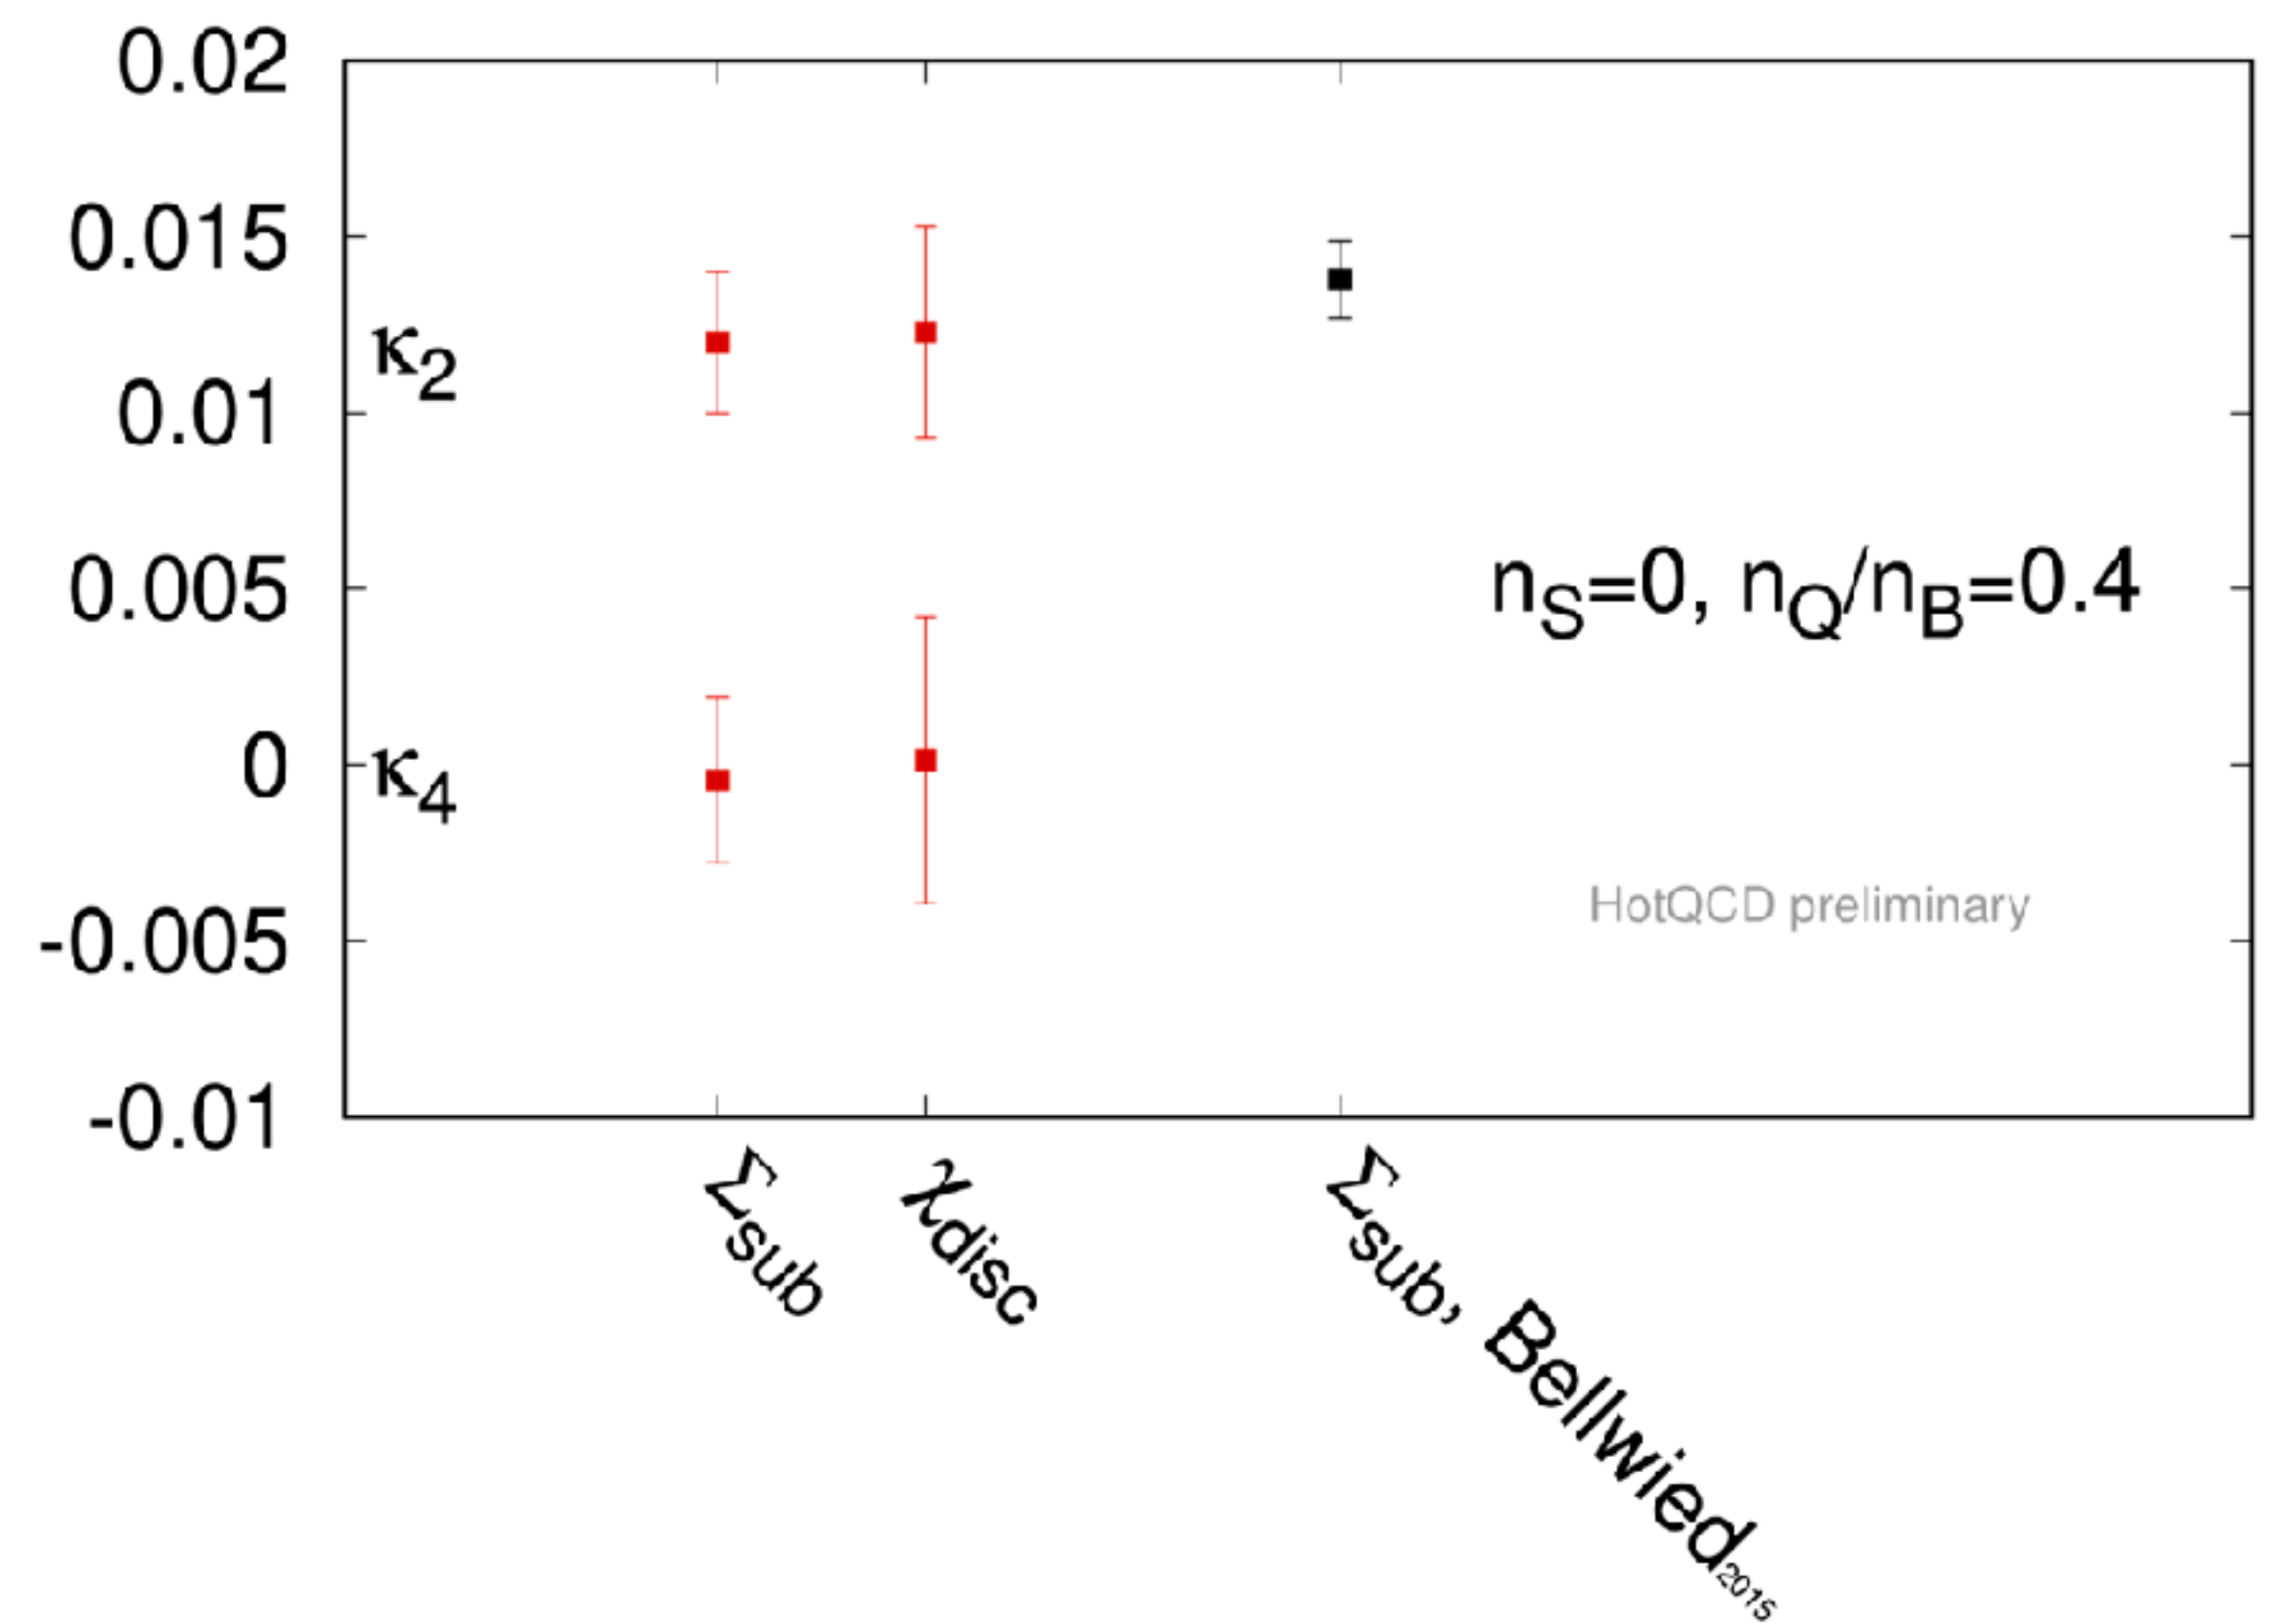 0.02
0.015
κ2
0.01
0.005
nS=0, nQ/nB=0.4
0
κ4
HotQCD preliminary
-0.005
-0.01
Σsub
χdisc
Σsub, Bellwied2015